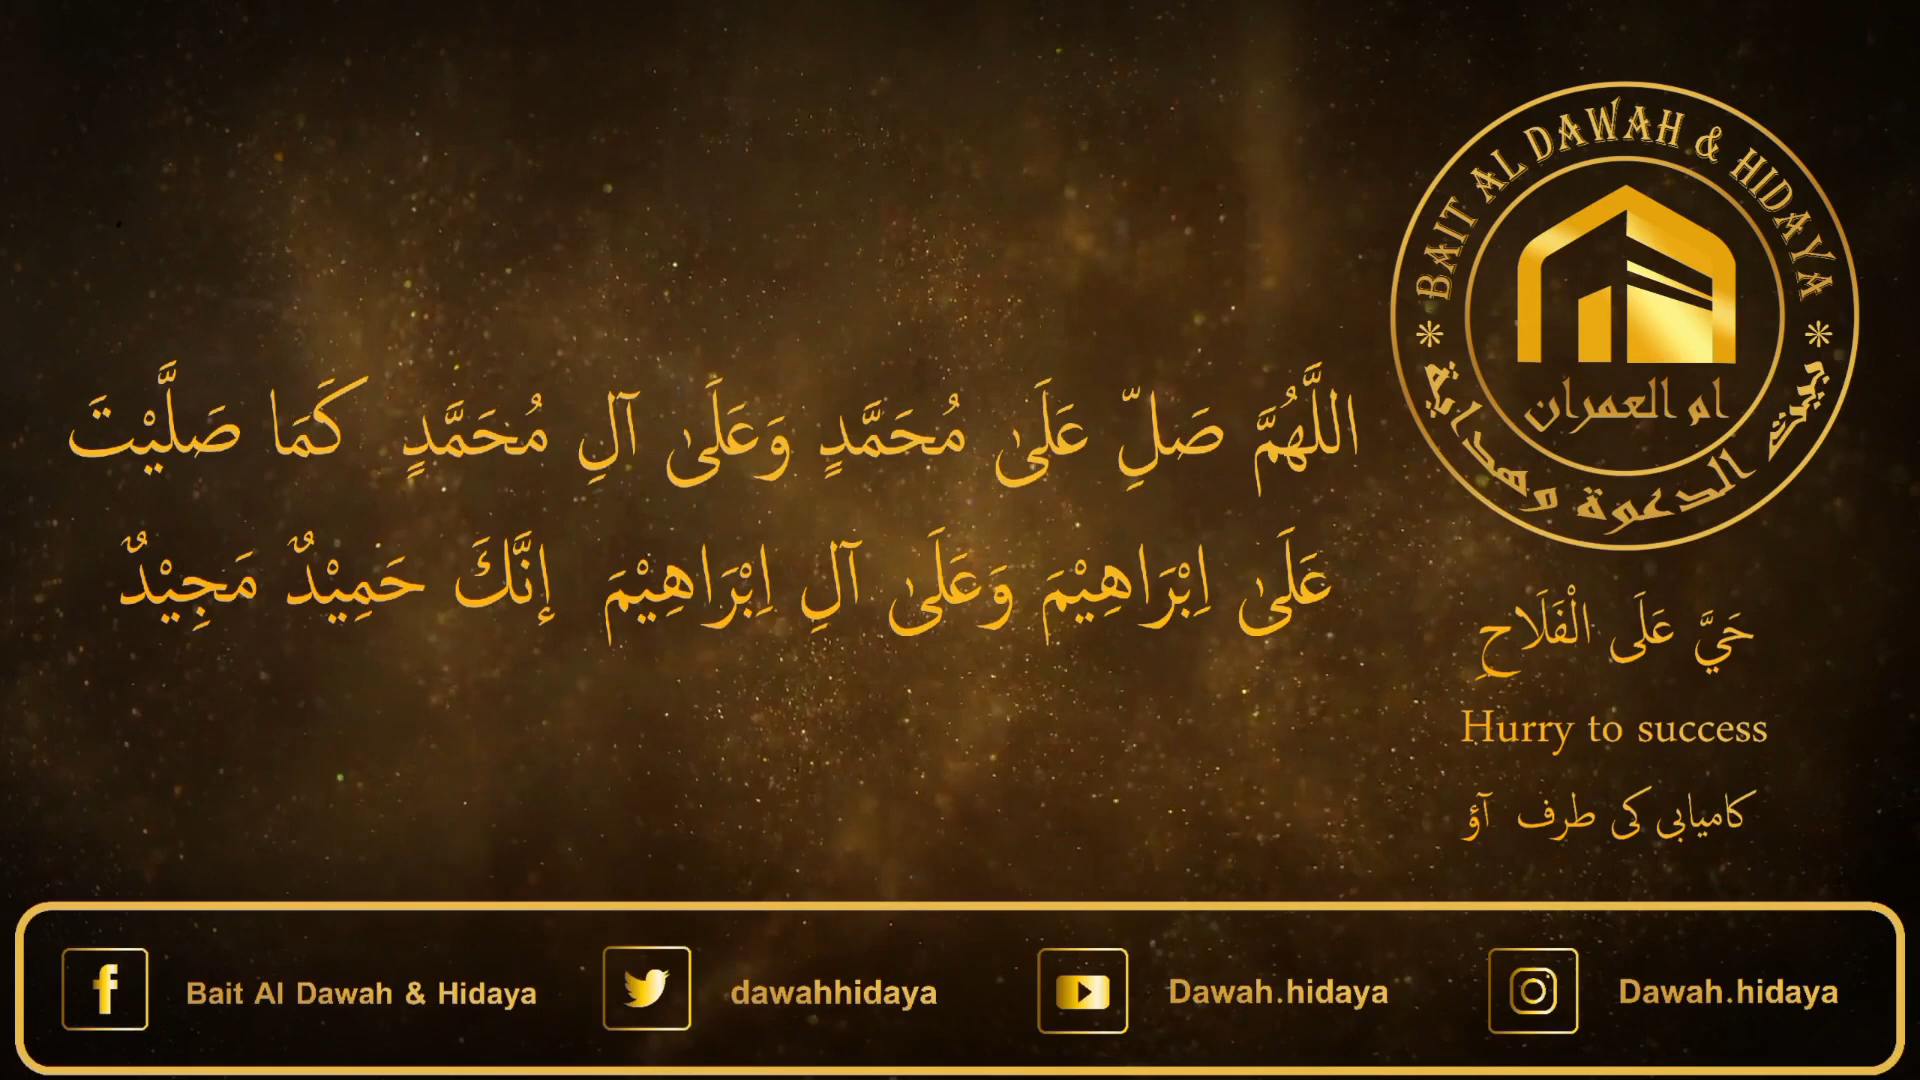 اللَّهُمَّ صَلِّ عَلَىٰ مُحَمَّدٍ وَعَلَىٰ آلِ مُحَمَّدٍ كَمَا صَلَّيْتَ
عَلَىٰ اِبْرَاهِيْمَ وَعَلَىٰ آلِ اِبْرَاهِيْمَ إِنَّكَ حَمِيْدٌ مَجِيْدٌ
BAIT AL DAWAH & HIDAYA
ام العمران
بيت الدعوة وهداية
حَيَّ عَلَى الْفَلَاحِ
Hurry to success
کامیابی کی طرف آؤ
Bait Al Dawah & Hidaya
dawahhidaya
Dawah.hidaya
Dawah.hidaya